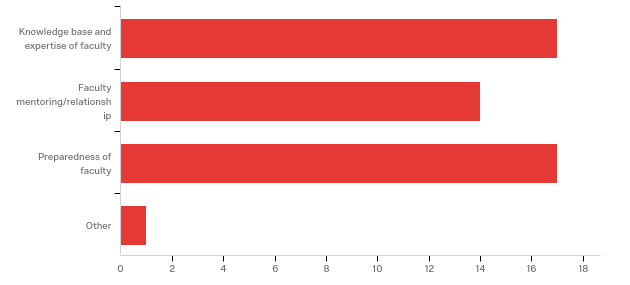 Knowledge base and
expertise of faculty
Faculty
mentoring/relationsh
ip
Preparedness of
faculty
Other
0 2 4 6 8 10 12 14 16 18